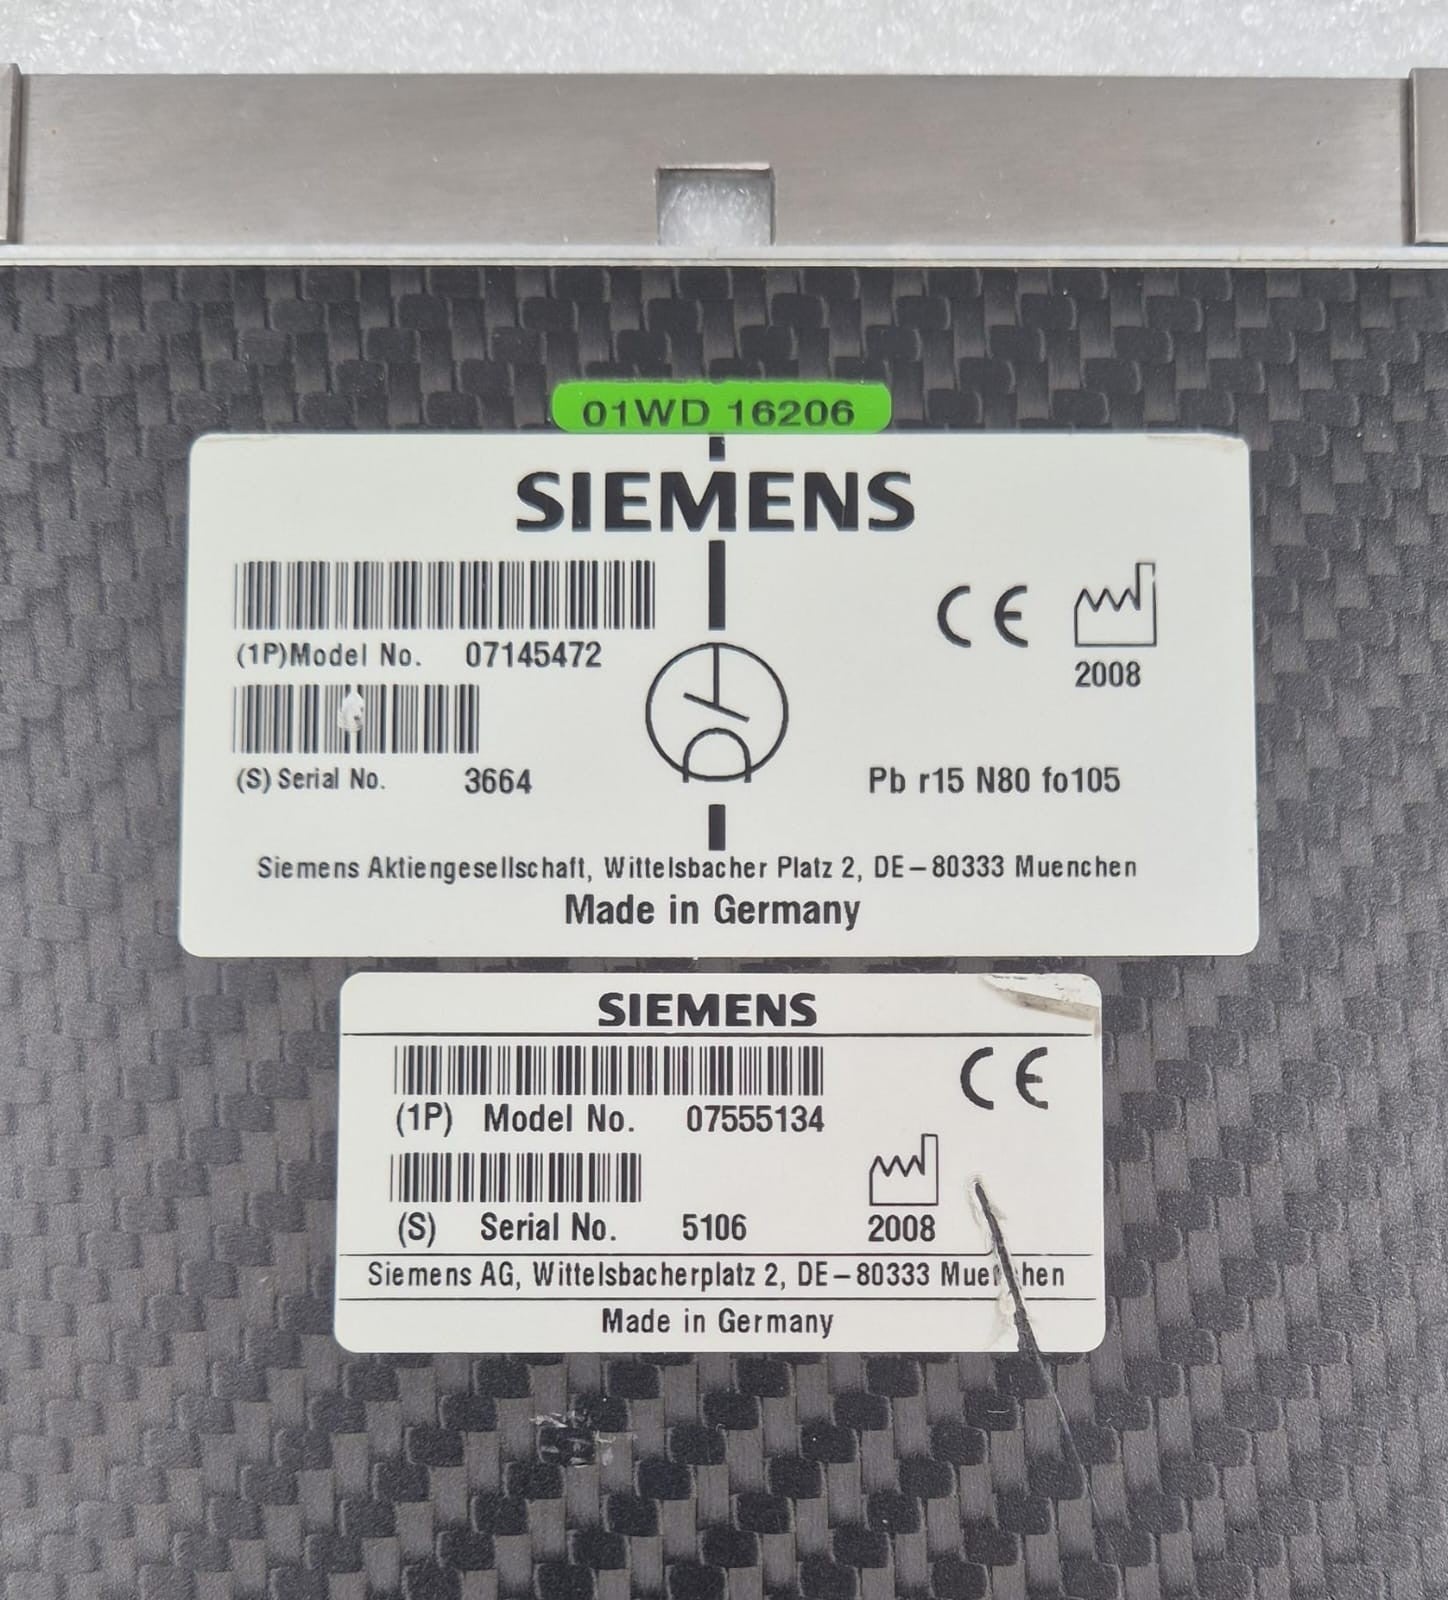 01WD 16206
SIEMENS
(1P)Model No. 07145472
2008
(S) Serial No. 3664
Pb r15 N80 fo105
Siemens Aktiengesellschaft, Wittelsbacher Platz 2, DE-80333 Muenchen
Made in Germany
SIEMENS
CE
(1P) Model No. 07555134
(S) Serial No. 5106
2008
Siemens AG, Wittelsbacherplatz 2, DE-80333 Muenchen
Made in Germany